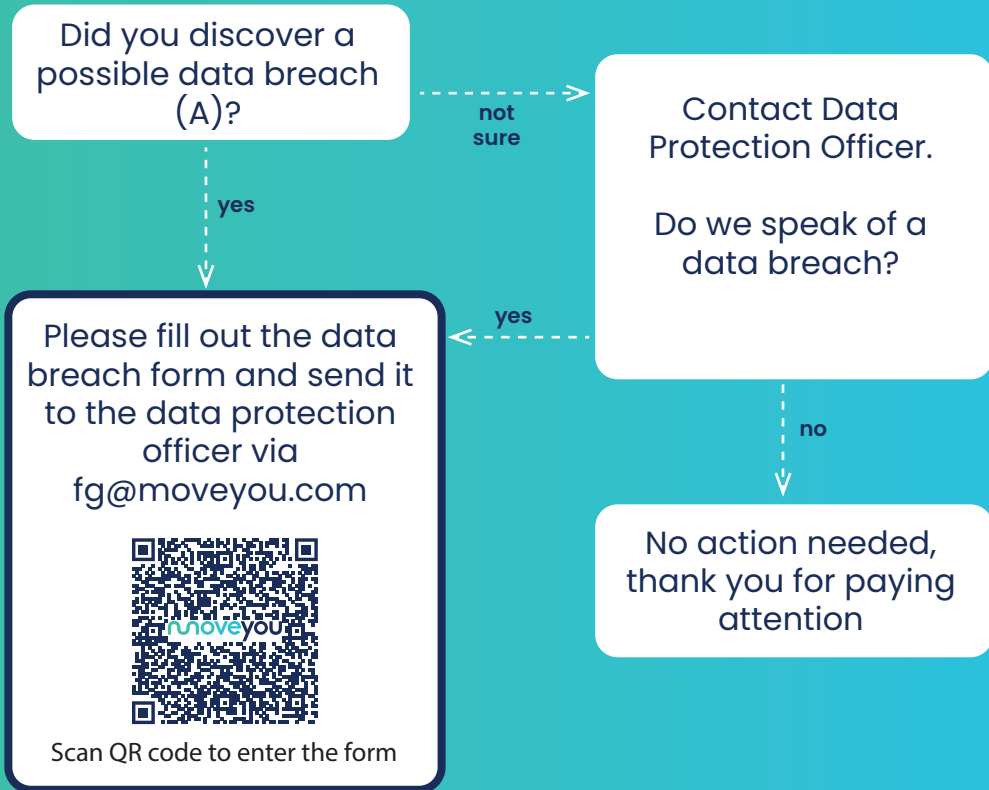 Did you discover a
possible data breach
(A)?
not
sure
Contact Data
Protection Officer.
Do we speak of a
data breach?
yes
yes
Please fill out the data
breach form and send it
to the data protection
officer via
fg@moveyou.com
moveyou
Scan QR code to enter the form
no
No action needed,
thank you for paying
attention